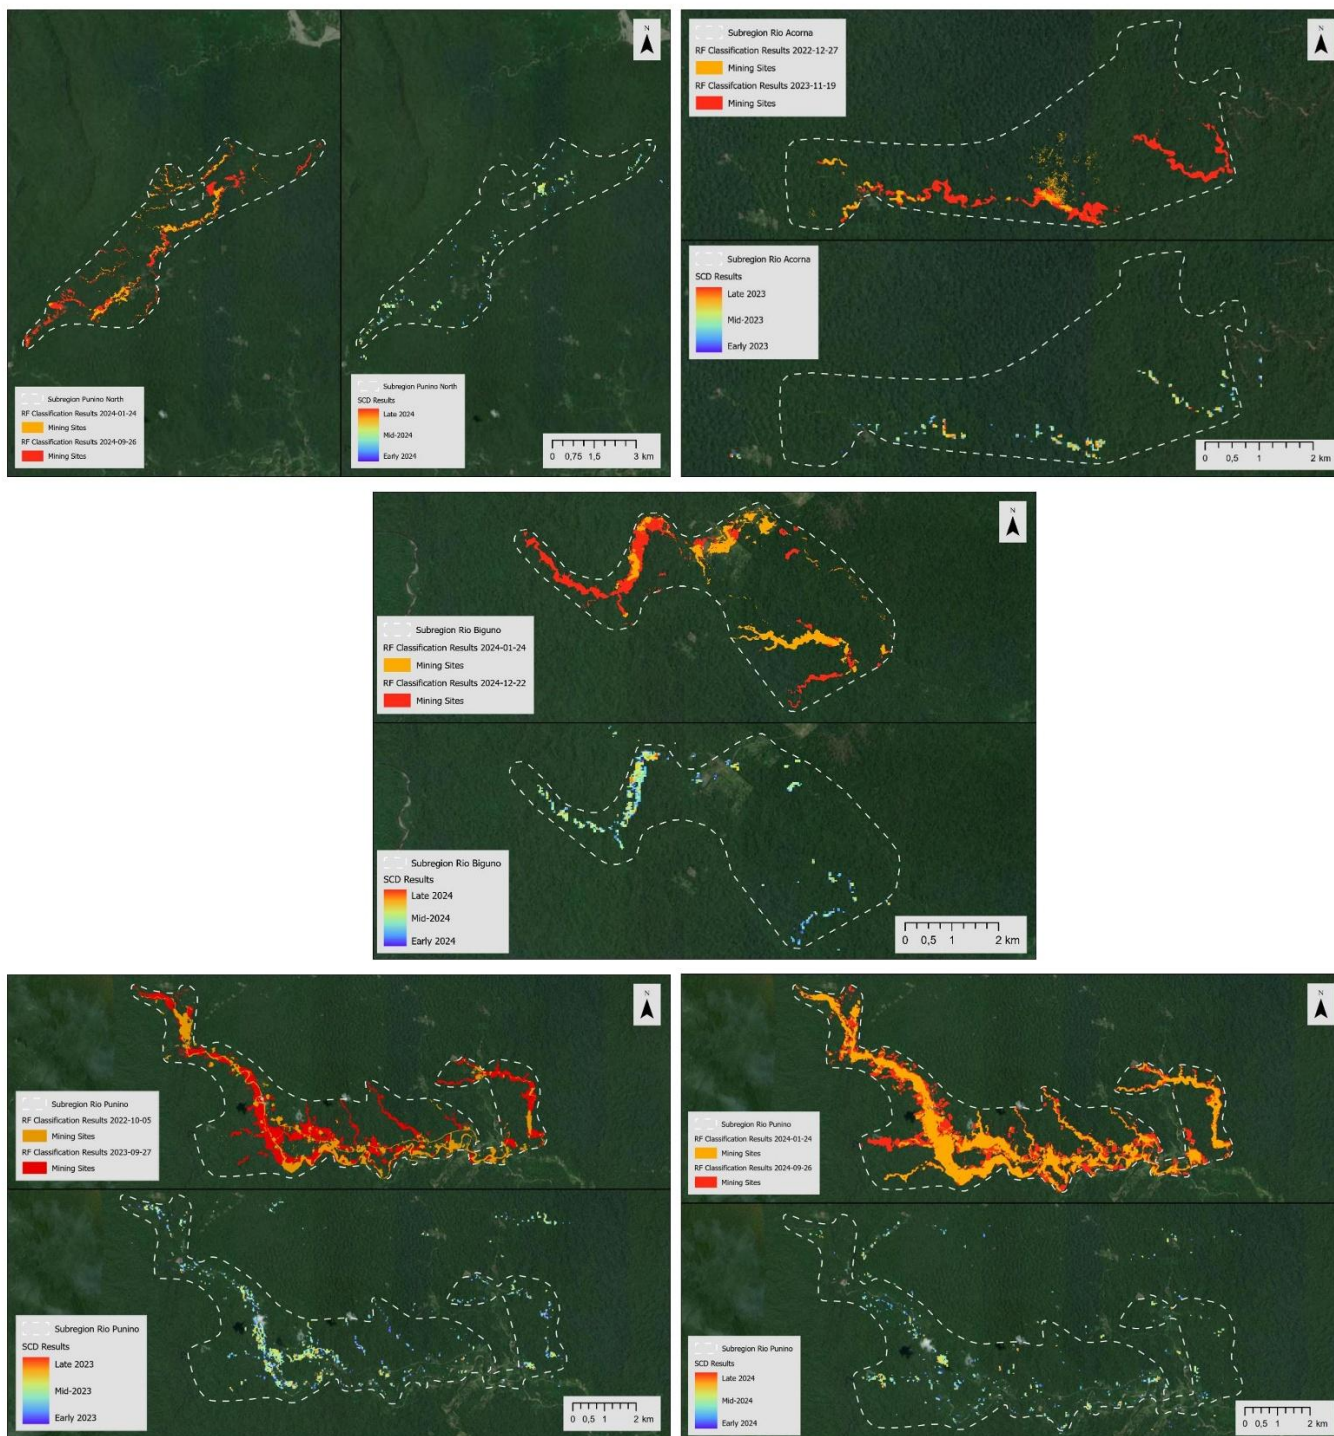 N
Subregion Punino North
RF Classification Results 2024-01-24
Mining Sites
RF Classification Results 2024-09-26
Mining Sites
Subregion Punino North
SCD Results
Late 2024
Mid-2024
Early 2024
0 0,75 1,5 3 km
Subregion Rio Acorna
RF Classification Results 2022-12-27
Mining Sites
RF Classifcation Results 2023-11-19
Mining Sites
N
Subregion Rio Acorna
SCD Results
Late 2023
Mid-2023
Early 2023
0 0,5 1 2 km
N
Subregion Rio Biguno
RF Classification Results 2024-01-24
Mining Sites
RF Classification Results 2024-12-22
Mining Sites
Subregion Rio Biguno
SCD Results
Late 2024
Mid-2024
Early 2024
0 0,5 1 2 km
N
Subregion Rio Punino
RF Classification Results 2022-10-05
Mining Sites
RF Classification Results 2023-09-27
Mining Sites
Subregion Rio Punino
SCD Results
Late 2023
Mid-2023
Early 2023
0 0,5 1 2 km
N
Subregion Rio Punino
RF Classification Results 2024-01-24
Mining Sites
RF Classification Results 2024-09-26
Mining Sites
Subregion Rio Punino
SCD Results
Late 2024
Mid-2024
Early 2024
0 0,5 1 2 km